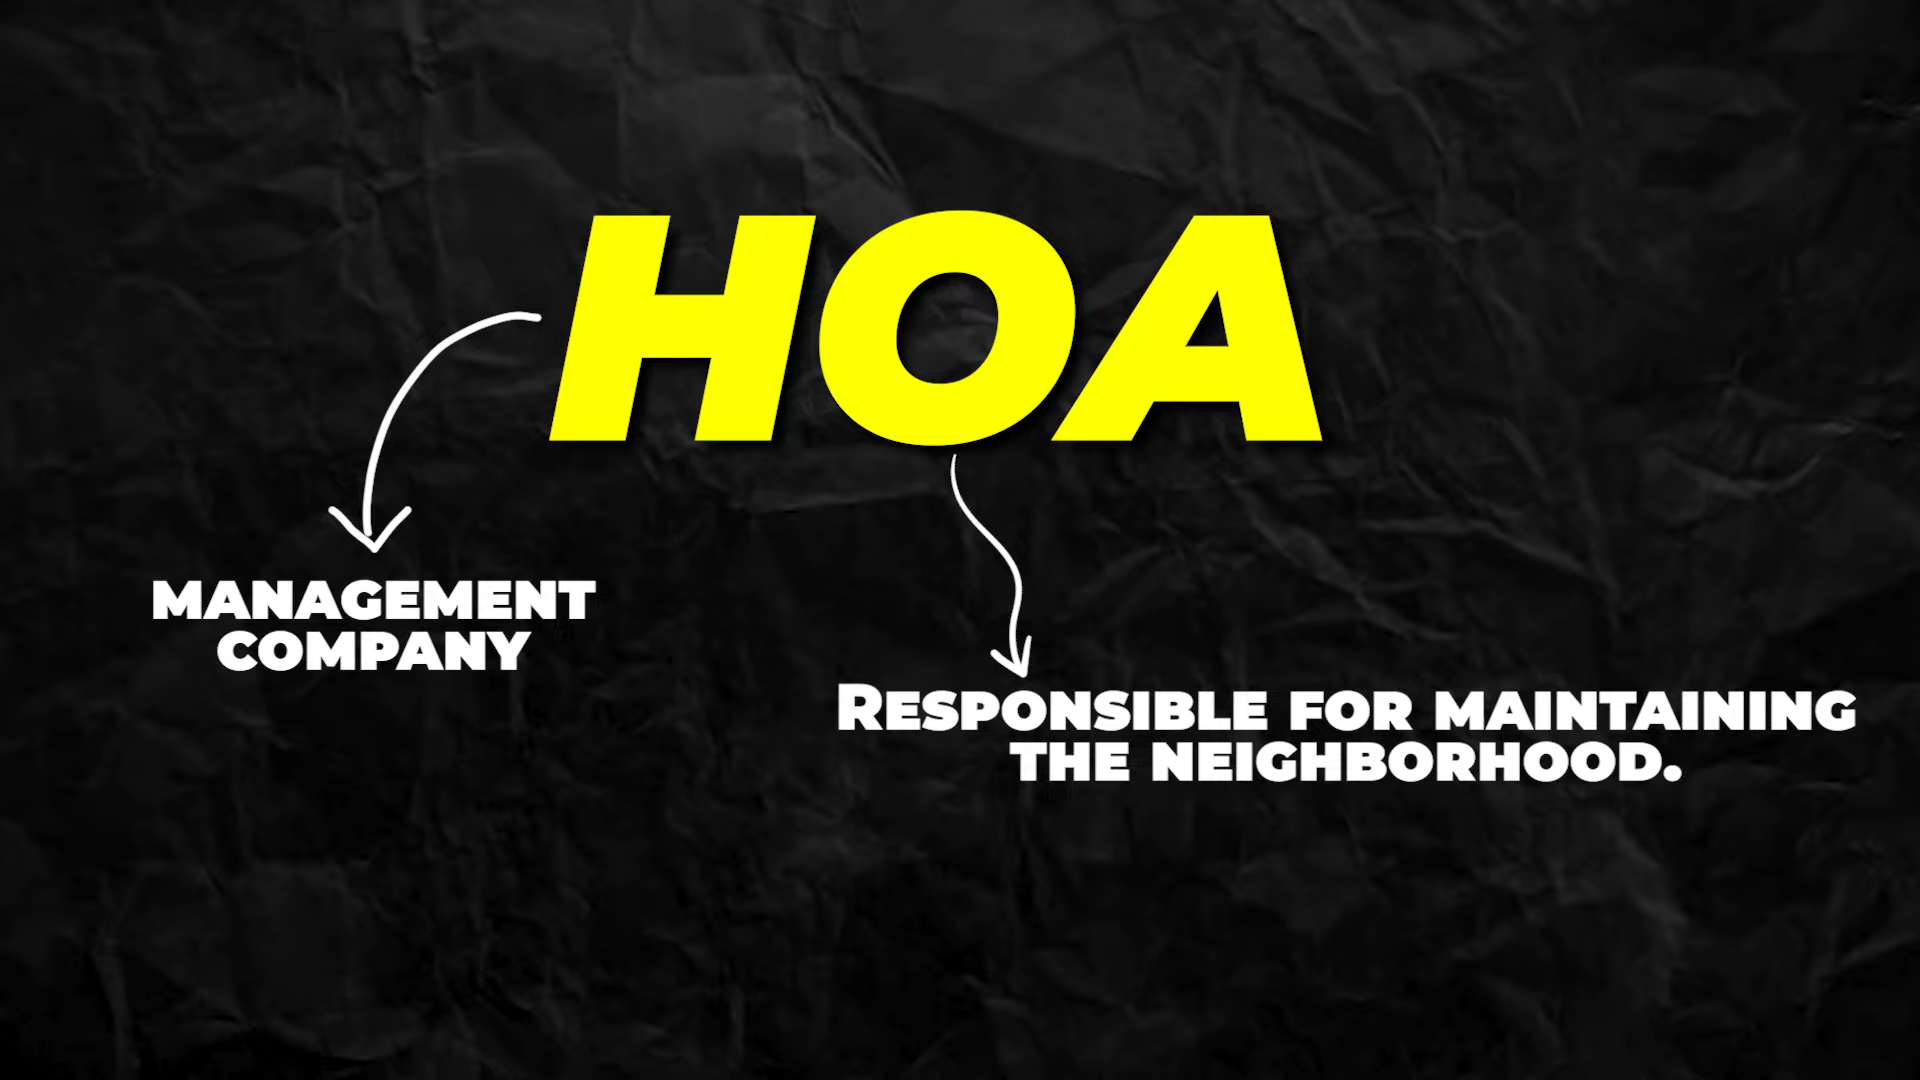 HOA
MANAGEMENT
COMPANY
RESPONSIBLE FOR MAINTAINING
THE NEIGHBORHOOD.